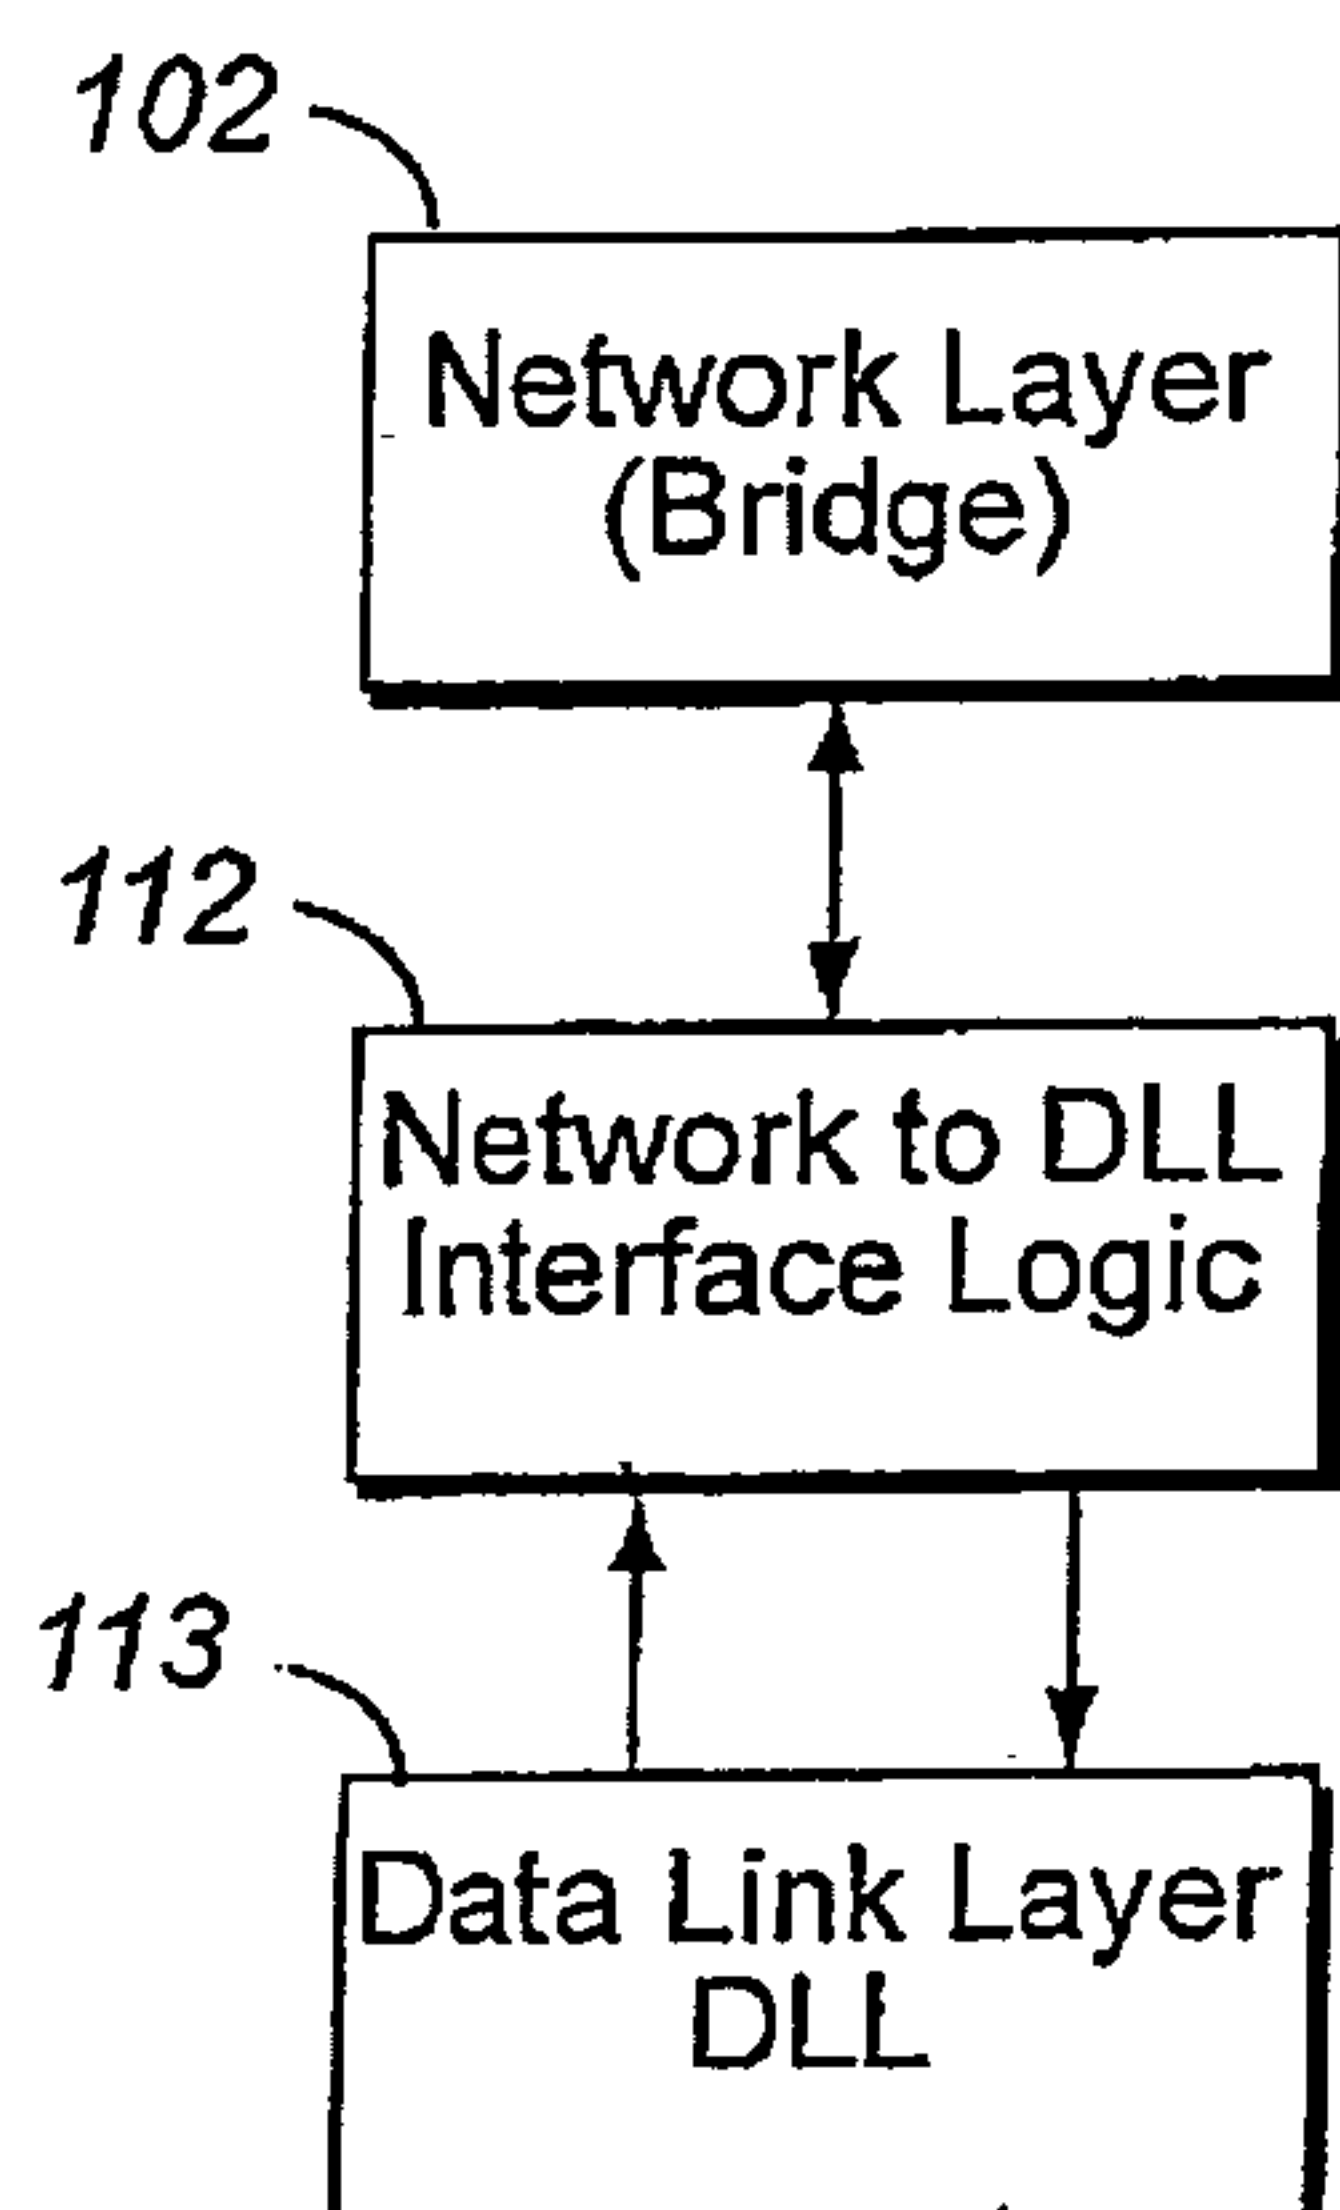 102
Network Layer
(Bridge)
112
Network to DLL
Interface Logic
113
Data Link Layer
DLL